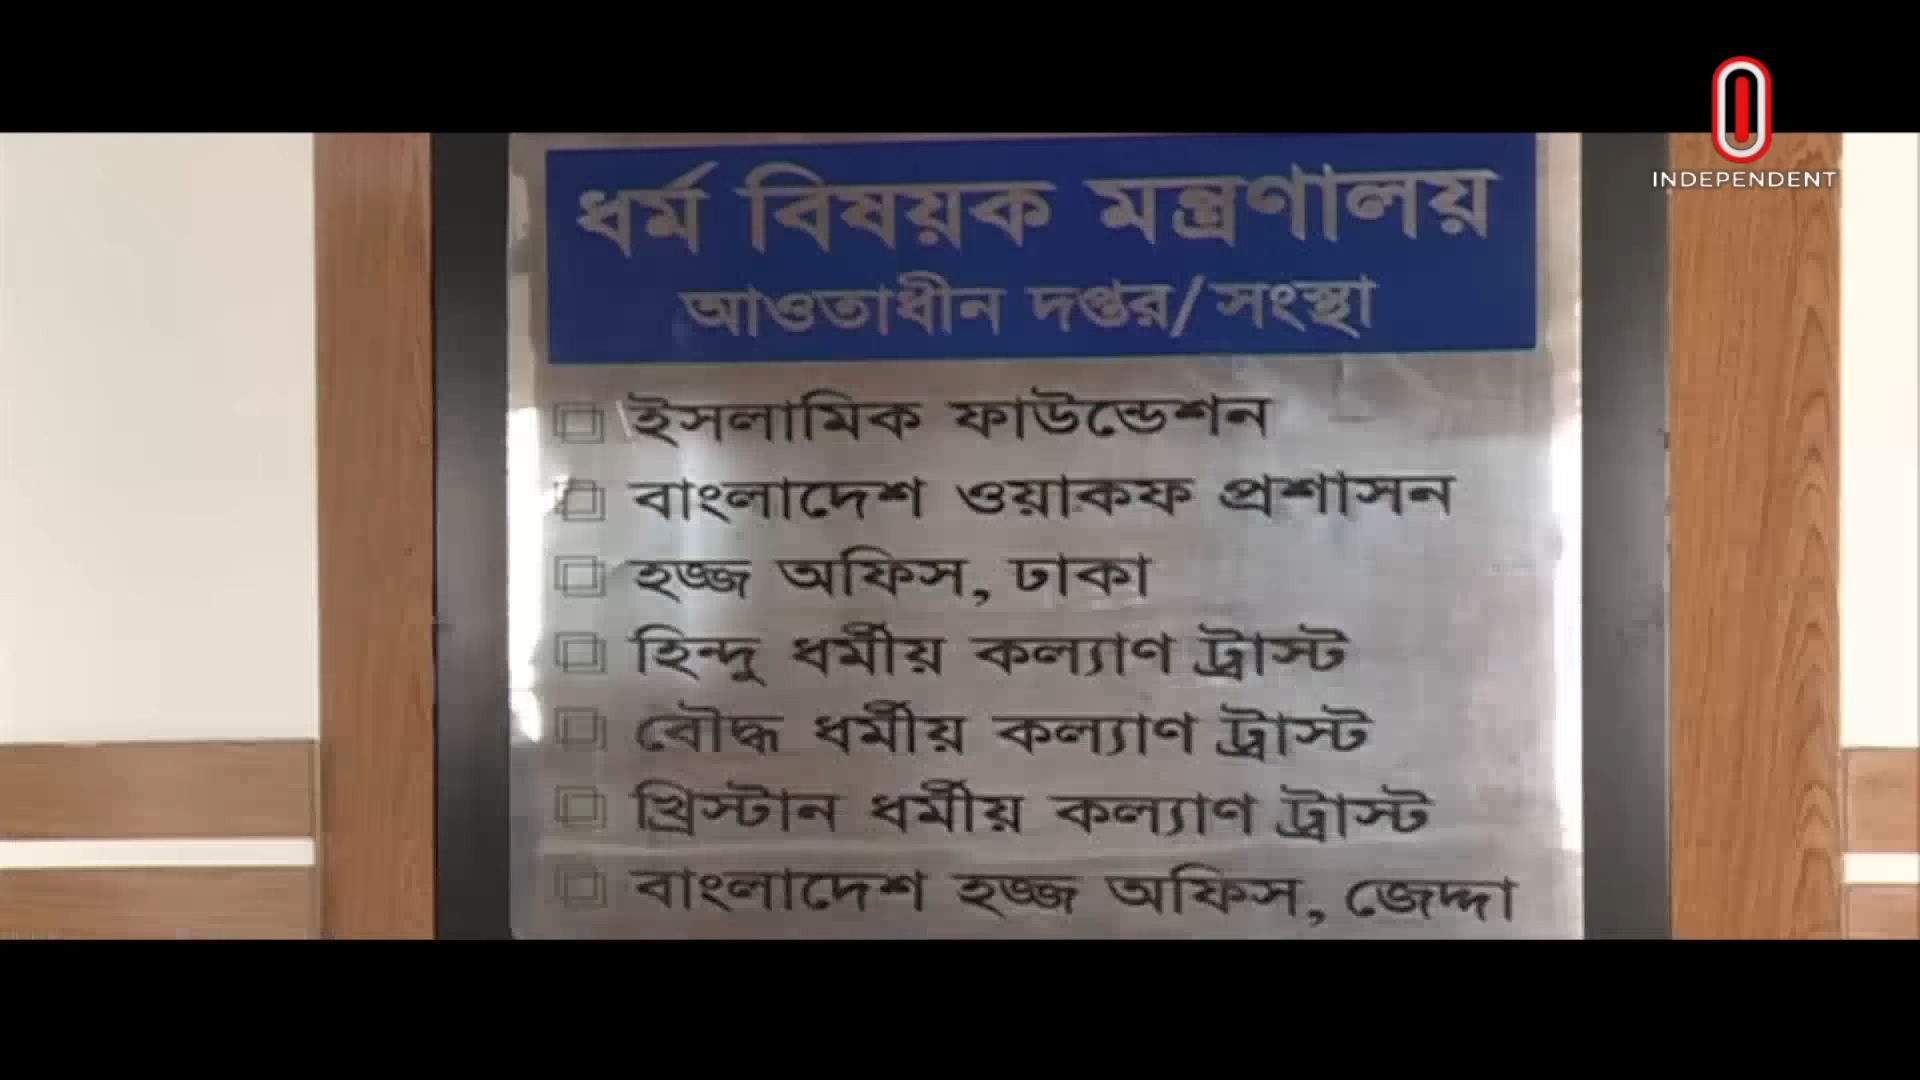 INDEPENDENT
ধর্ম বিষয়ক মন্ত্রণালয়
আওতাধীন দপ্তর/সংস্থা
ইসলামিক ফাউন্ডেশন
বাংলাদেশ ওয়াকফ প্রশাসন
হজ্জ অফিস, ঢাকা
হিন্দু ধর্মীয় কল্যাণ ট্রাস্ট
বৌদ্ধ ধর্মীয় কল্যাণ ট্রাস্ট
খ্রিস্টান ধর্মীয় কল্যাণ ট্রাস্ট
বাংলাদেশ হজ্জ অফিস, জেদ্দা